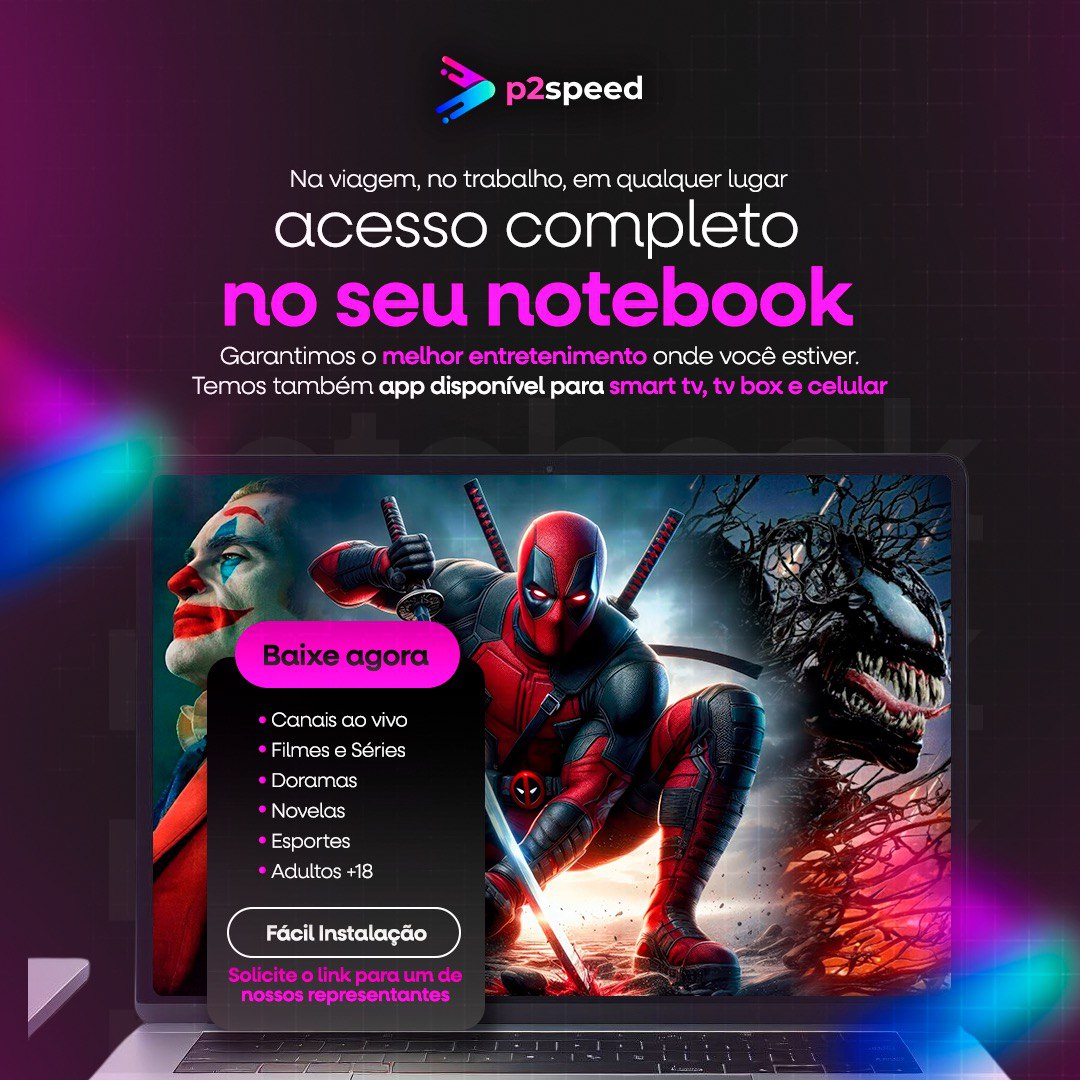 p2speed
Na viagem, no trabalho, em qualquer lugar
acesso completo
no seu notebook
Garantimos o melhor entretenimento onde você estiver.
Temos também app disponível para smart tv, tv box e celular
notebook
Baixe agora
• Canais ao vivo
• Filmes e Séries
• Doramas
• Novelas
• Esportes
• Adultos +18
Fácil Instalação
Solicite o link para um de
nossos representantes